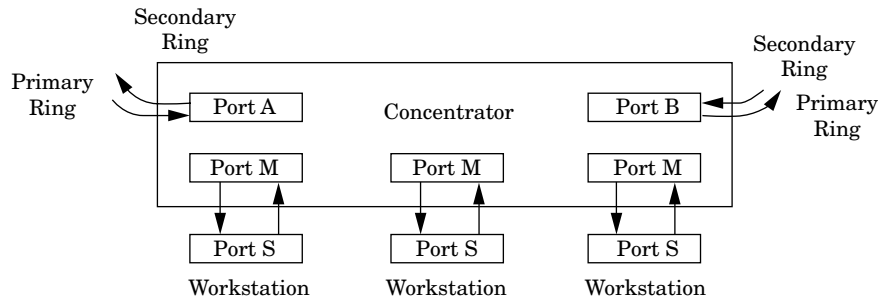 Secondary
Ring
Primary
Ring
Port A
Concentrator
Port B
Secondary
Ring
Primary
Ring
Port M
Port M
Port M
Port S
Port S
Port S
Workstation
Workstation
Workstation